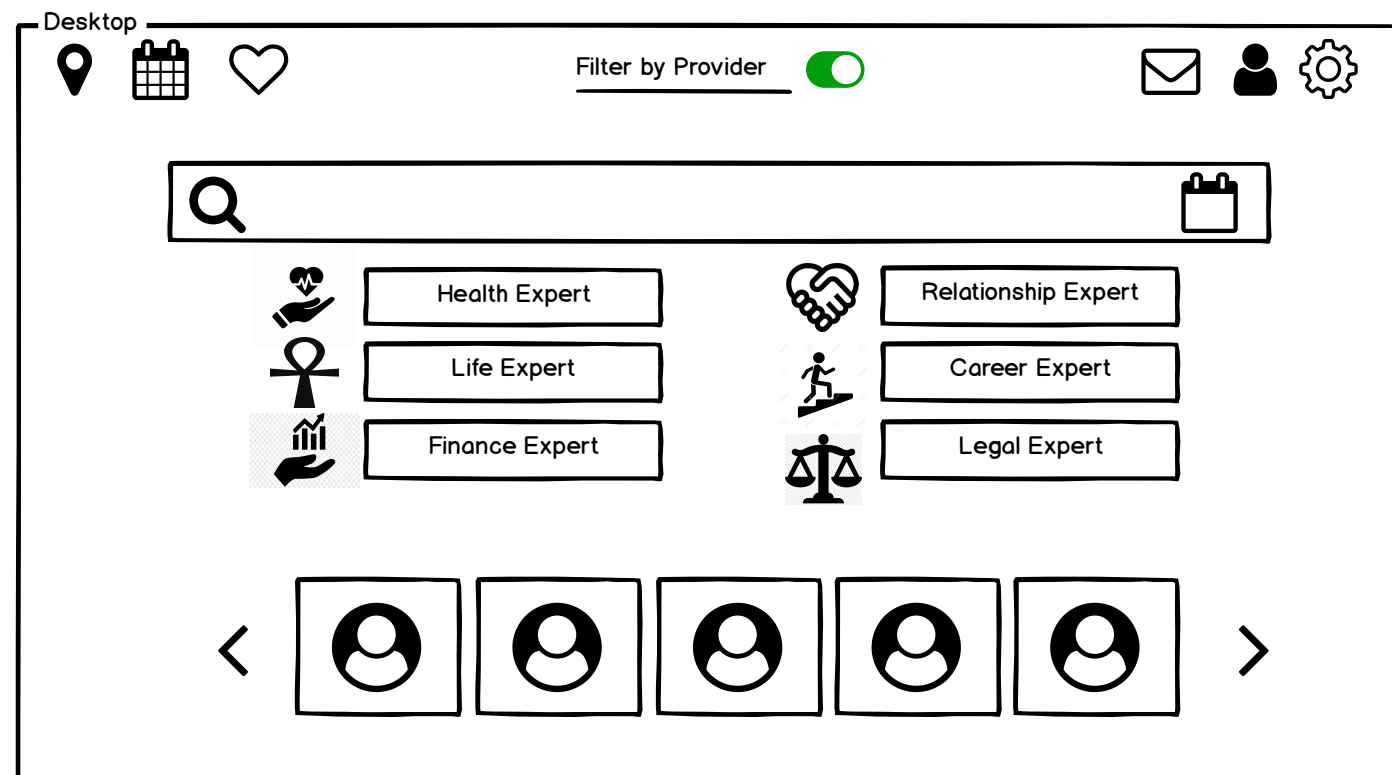 Desktop
Filter by Provider
Health Expert
Relationship Expert
Life Expert
Career Expert
Finance Expert
Legal Expert